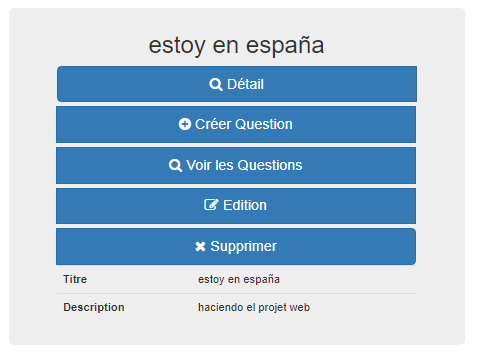 estoy en españa
Détail
Créer Question
Voir les Questions
Edition
Supprimer
Titre estoy en españa
Description haciendo el projet web